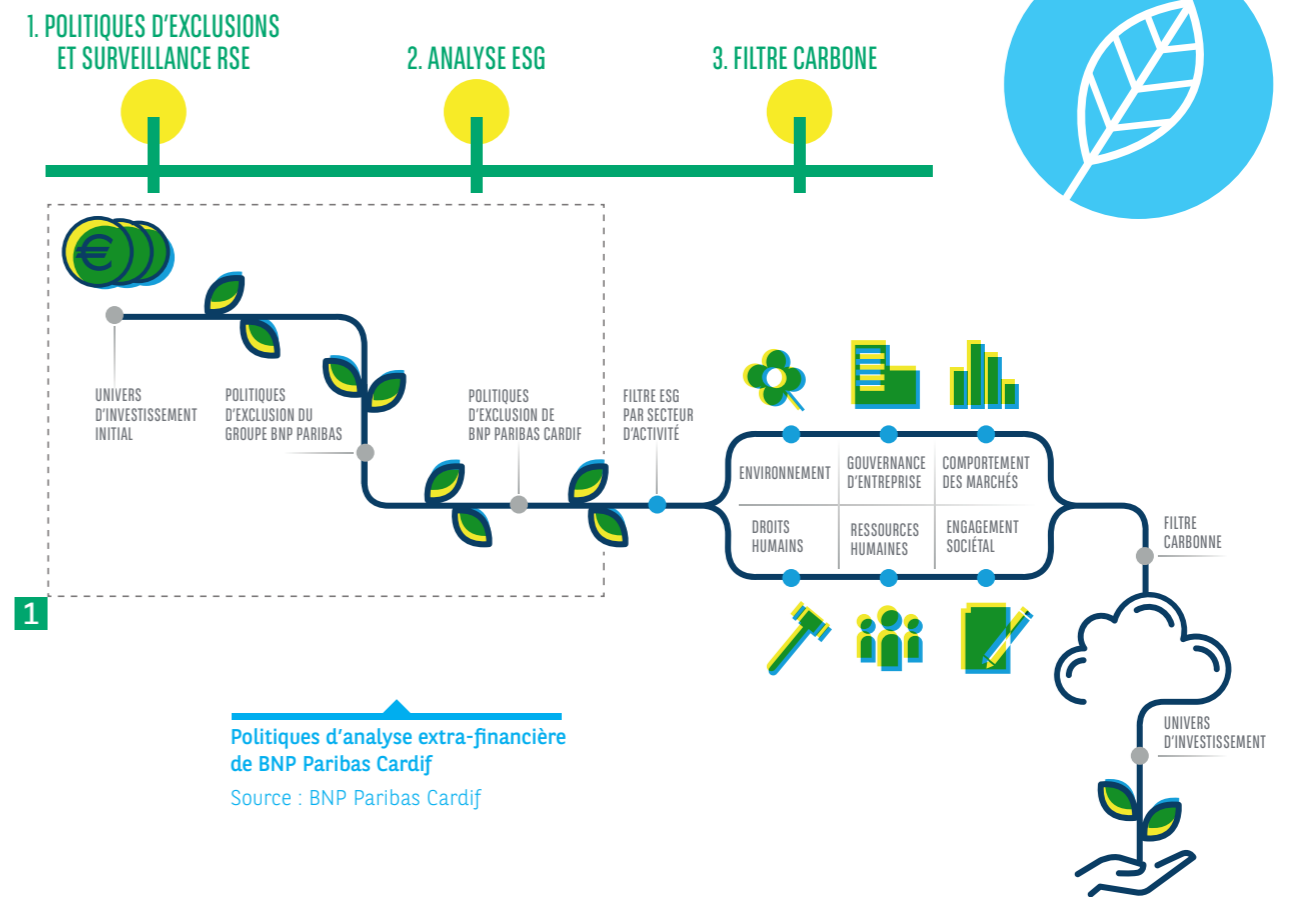 1. POLITIQUES D'EXCLUSIONS
ET SURVEILLANCE RSE
2. ANALYSE ESG
3. FILTRE CARBONE
€
UNIVERS
D'INVESTISSEMENT
INITIAL
POLITIQUES
D'EXCLUSION DU
GROUPE BNP PARIBAS
POLITIQUES
D'EXCLUSION DE
BNP PARIBAS CARDIF
FILTRE ESG
PAR SECTEUR
D'ACTIVITÉ
ENVIRONNEMENT
GOUVERNANCE
D'ENTREPRISE
COMPORTEMENT
DES MARCHÉS
DROITS
HUMAINS
RESSOURCES
HUMAINES
ENGAGEMENT
SOCIÉTAL
FILTRE
CARBONNE
UNIVERS
D'INVESTISSEMENT
1
Politiques d'analyse extra-financière
de BNP Paribas Cardif
Source : BNP Paribas Cardif